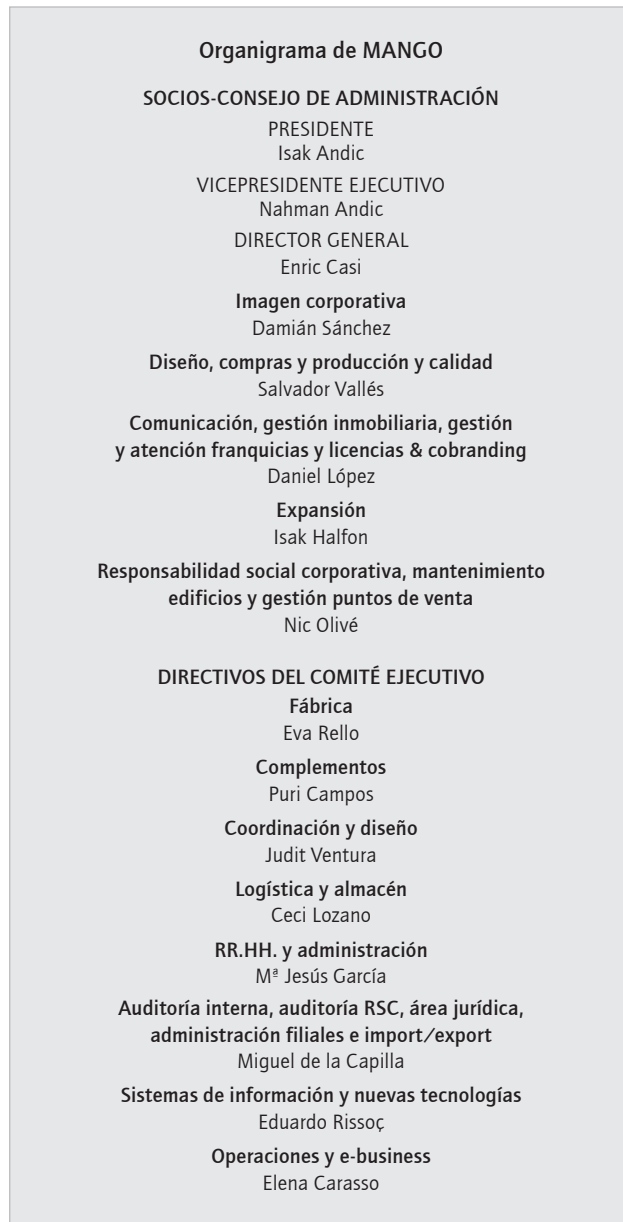 Organigrama de MANGO
SOCIOS-CONSEJO DE ADMINISTRACIÓN
PRESIDENTE
Isak Andic
VICEPRESIDENTE EJECUTIVO
Nahman Andic
DIRECTOR GENERAL
Enric Casi
Imagen corporativa
Damián Sánchez
Diseño, compras y producción y calidad
Salvador Vallés
Comunicación, gestión inmobiliaria, gestión
y atención franquicias y licencias & cobranding
Daniel López
Expansión
Isak Halfon
Responsabilidad social corporativa, mantenimiento
edificios y gestión puntos de venta
Nic Olivé
DIRECTIVOS DEL COMITÉ EJECUTIVO
Fábrica
Eva Rello
Complementos
Puri Campos
Coordinación y diseño
Judit Ventura
Logística y almacén
Ceci Lozano
RR.HH. y administración
Mª Jesús García
Auditoría interna, auditoría RSC, área jurídica,
administración filiales e import/export
Miguel de la Capilla
Sistemas de información y nuevas tecnologías
Eduardo Rissoç
Operaciones y e-business
Elena Carasso